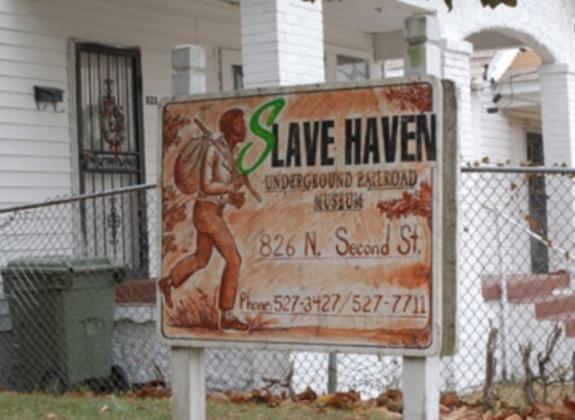 SLAVE HAVEN
UNDERGROUND RAILROAD
MUSEUM
826 N. Second St.
Phone: 527-3427/527-7711